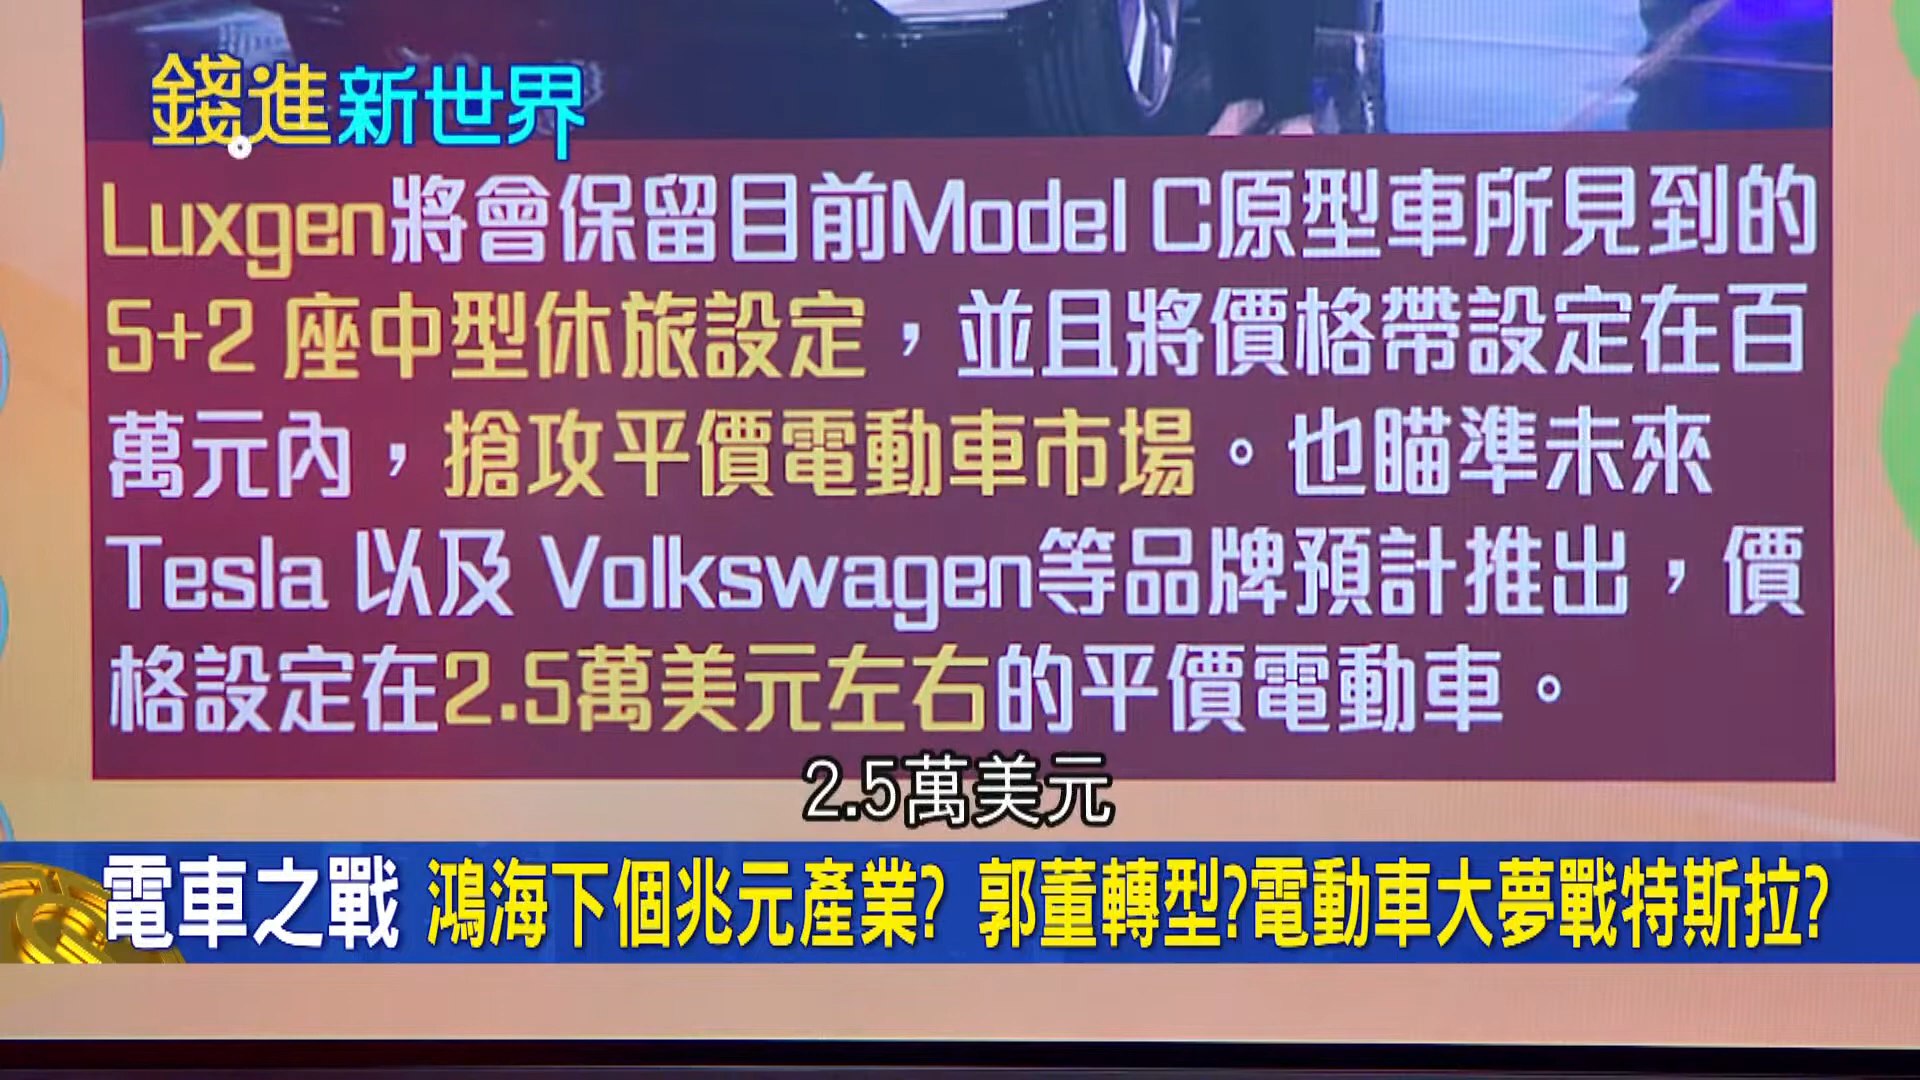 錢進新世界
Luxgen將會保留目前Model C原型車所見到的
5+2 座中型休旅設定，並且將價格帶設定在百
萬元內，搶攻平價電動車市場。也瞄準未來
Tesla 以及 Volkswagen等品牌預計推出，價
格設定在2.5萬美元左右的平價電動車。
2.5萬美元
電車之戰 鴻海下個兆元產業? 郭董轉型?電動車大夢戰特斯拉?